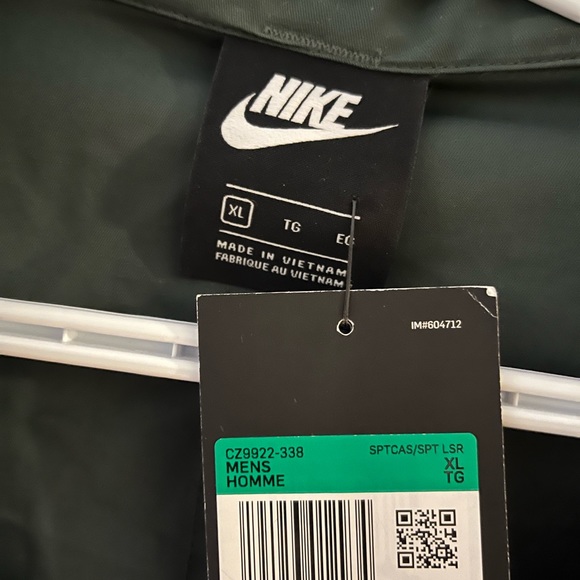 NIKE
XL TG EG
MADE IN VIETNAM
FABRIQUE AU VIETNAM
IM#604712
CZ9922-338 SPTCAS/SPT LSR
MENS XL
HOMME TG